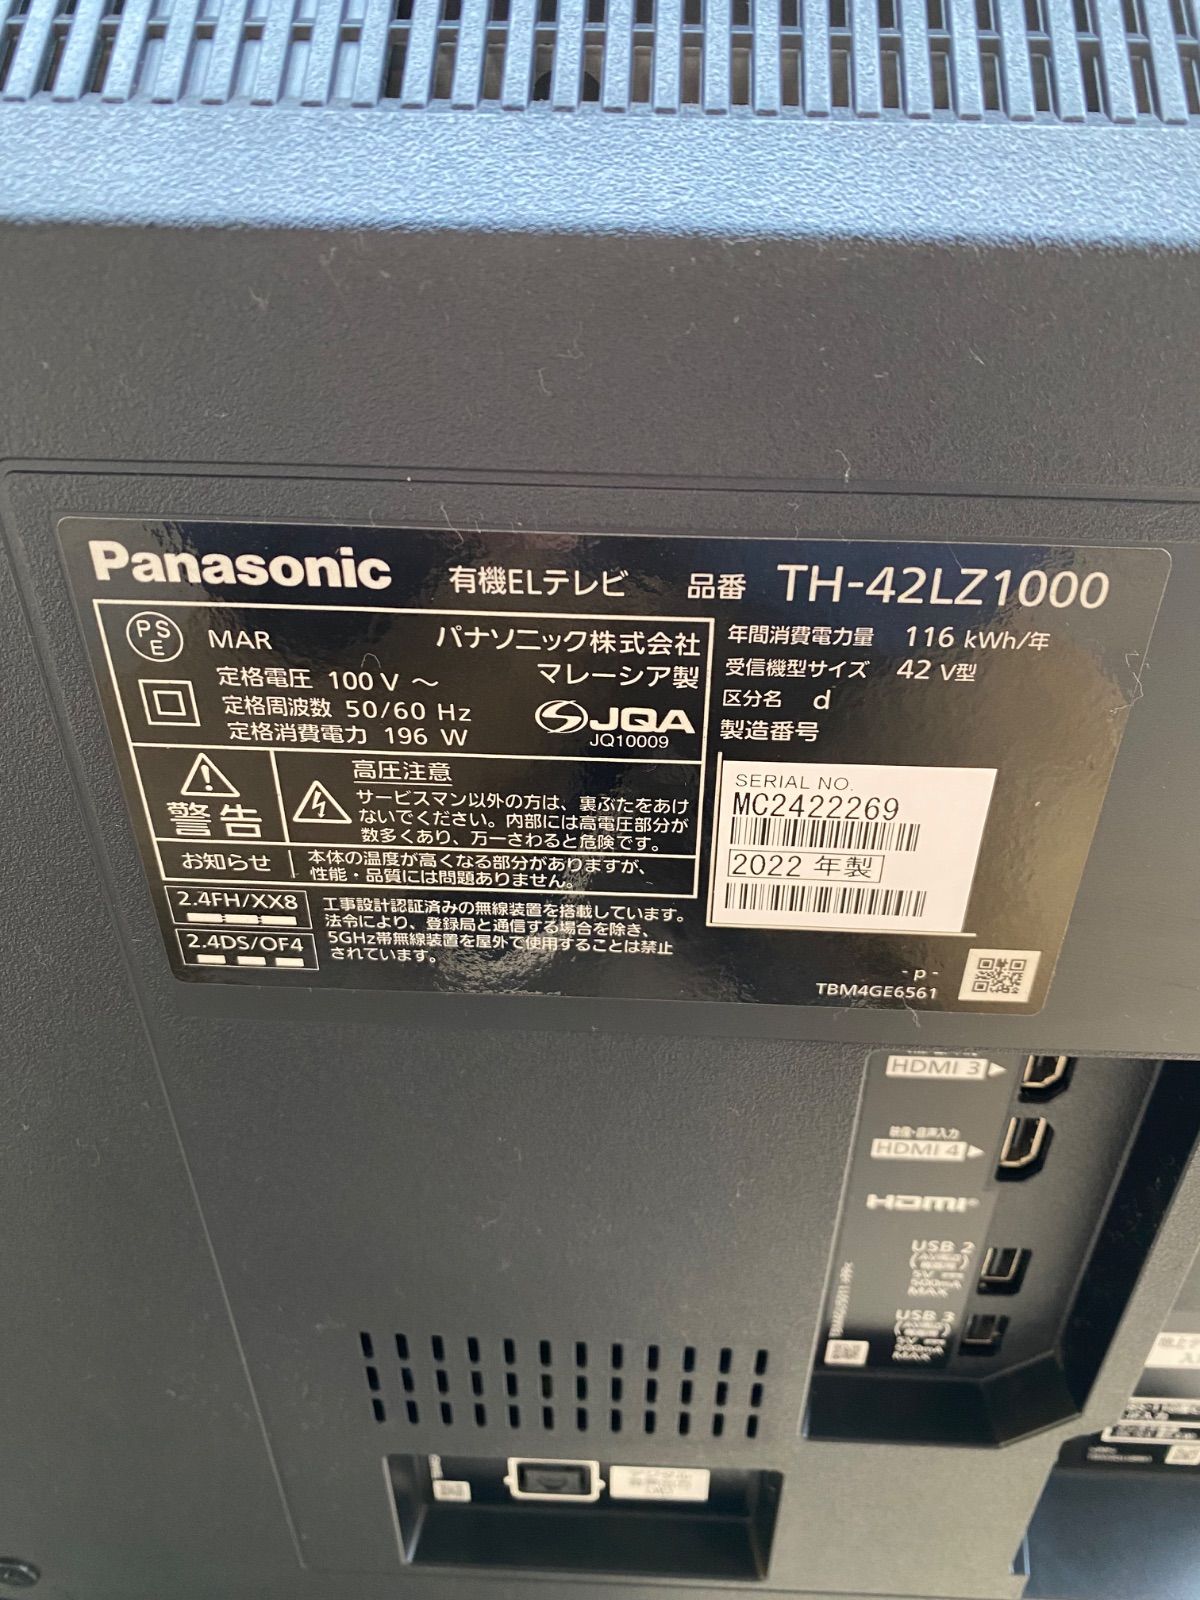 Panasonic 有機ELテレビ 品番 TH-42LZ1000
PSE MAR パナソニック株式会社
マレーシア製
定格電圧 100 V ～
定格周波数 50/60 Hz
定格消費電力 196 W
JQA
JQ10009
年間消費電力量 116 kWh/年
受信機型サイズ 42 V型
区分名 d
製造番号
SERIAL NO.
MC2422269
2022 年製
警告
高圧注意
サービスマン以外の方は、裏ぶたをあけ
ないでください。内部には高電圧部分が
数多くあり、万一さわると危険です。
お知らせ
本体の温度が高くなる部分がありますが、
性能・品質には問題ありません。
2.4FH/XX8
2.4DS/OF4
工事設計認証済みの無線装置を搭載しています。
法令により、登録局と通信する場合を除き、
5GHz帯無線装置を屋外で使用することは禁止
されています。
- p -
TBM4GE6561
HDMI 3
映像・音声入力
HDMI 4
HDMI
USB 2
5V
500mA
MAX
USB 3
5V
500mA
MAX